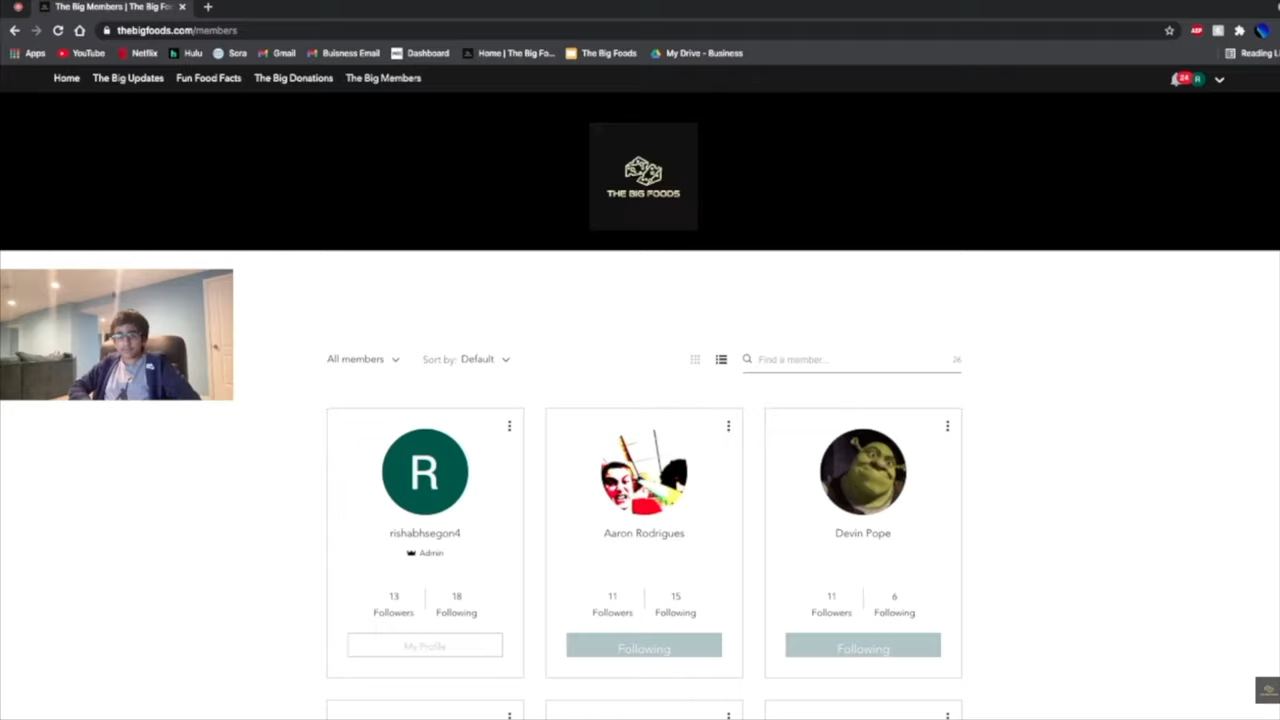 The Big Members | The Big Fo
thebigfoods.com/members
ABP
Apps YouTube Netflix Hulu Sora Gmail Buisness Email Dashboard Home | The Big Fo... The Big Foods My Drive - Business Reading Li
Home The Big Updates Fun Food Facts The Big Donations The Big Members 24 R
THE BIG FOODS
All members Sort by: Default Find a member... 26
R
rishabhsegon4 Aaron Rodrigues Devin Pope
Admin
13 18 11 15 11 6
Followers Following Followers Following Followers Following
My Profile Following Following